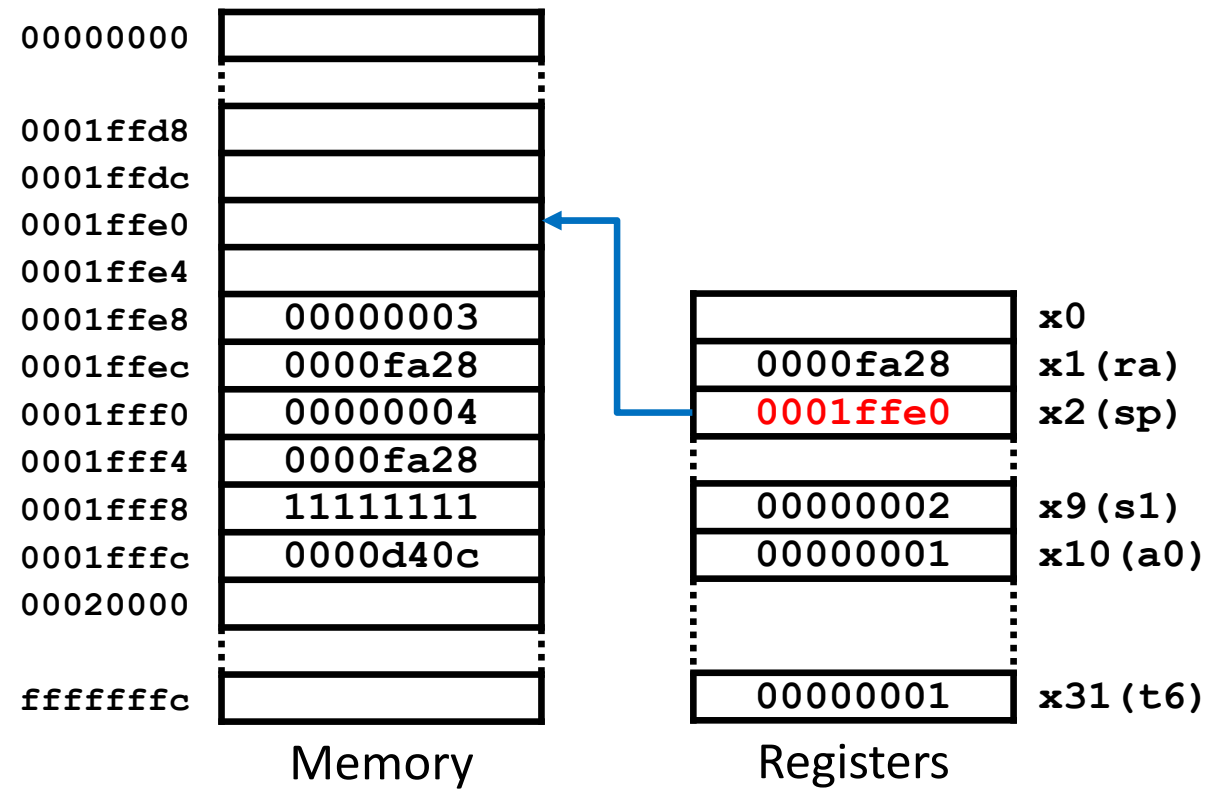 00000000
0001ffd8
0001ffdc
0001ffe0
0001ffe4
0001ffe8 00000003 x0
0001ffec 0000fa28 0000fa28 x1(ra)
0001fff0 00000004 0001ffe0 x2(sp)
0001fff4 0000fa28
0001fff8 11111111 00000002 x9(s1)
0001fffc 0000d40c 00000001 x10(a0)
00020000
fffffffc 00000001 x31(t6)
Memory Registers